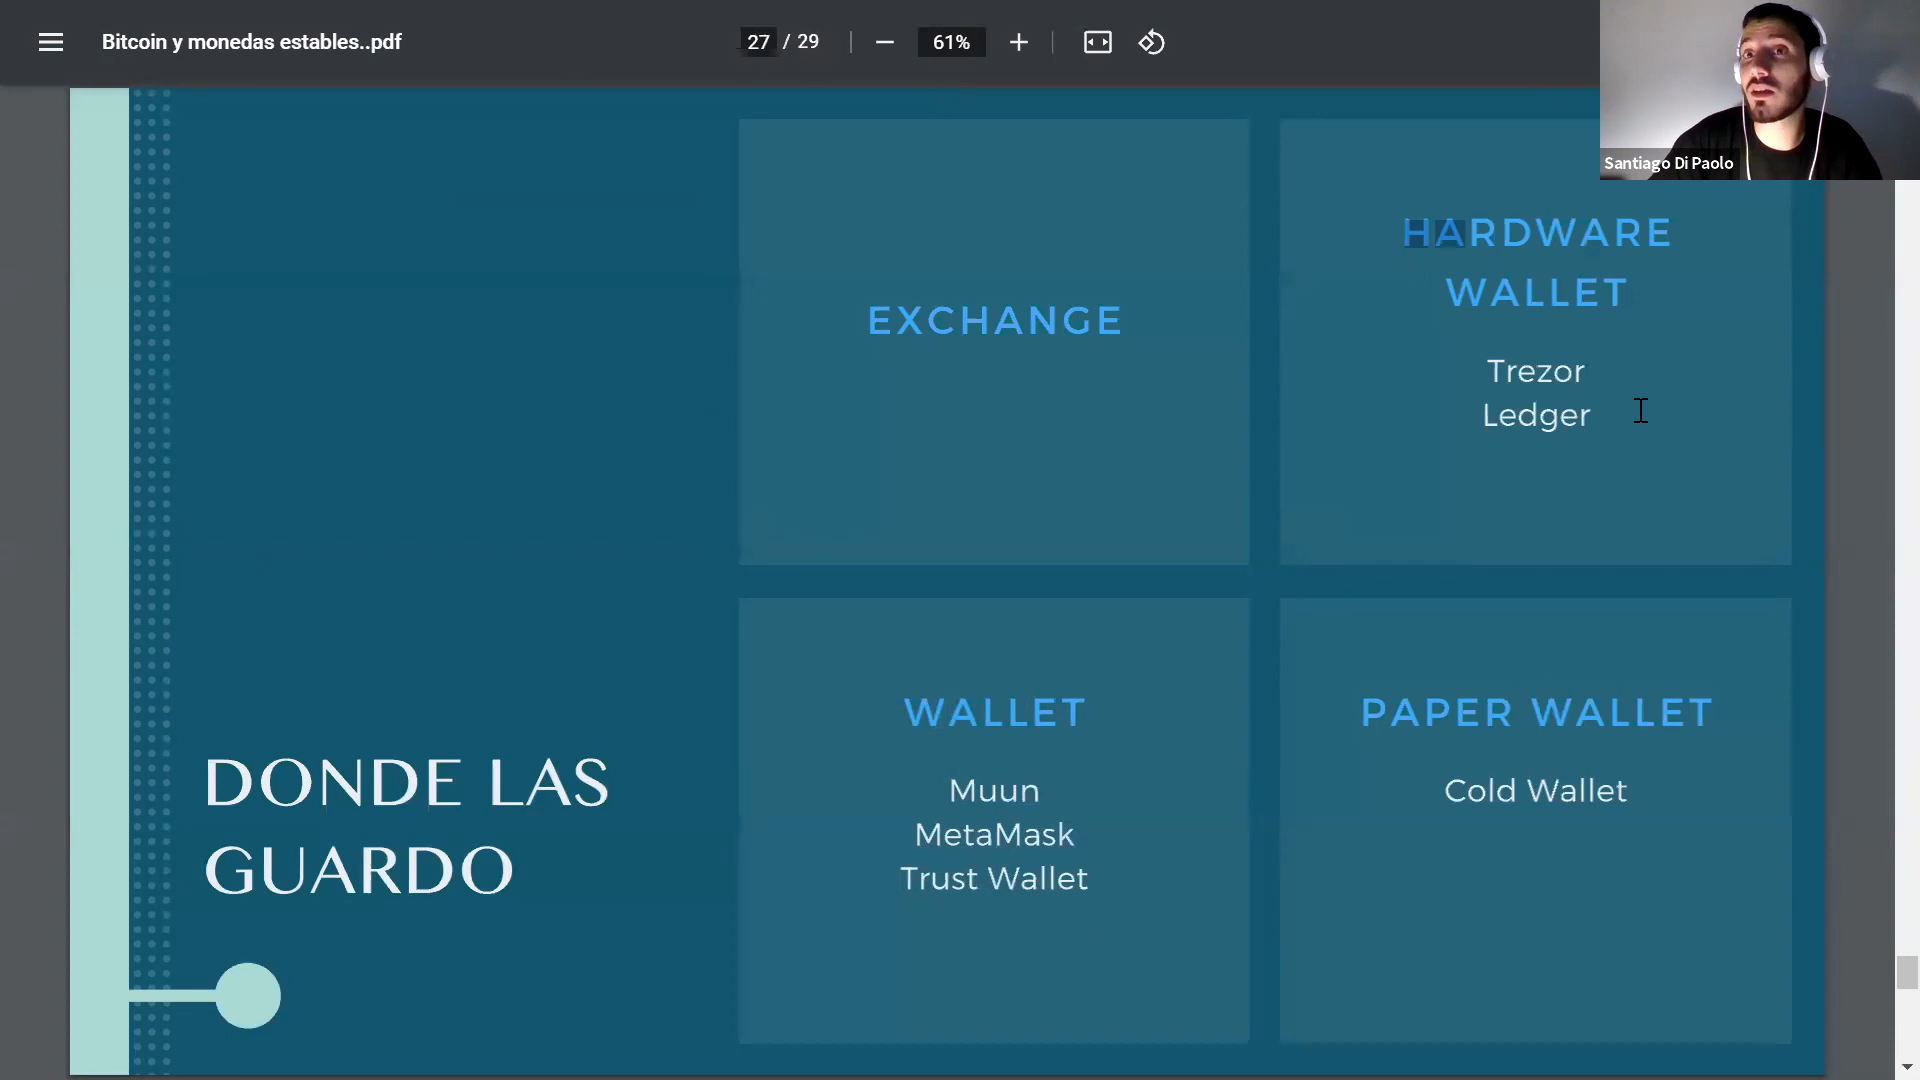 Bitcoin y monedas estables..pdf
27 / 29
61%
Santiago Di Paolo
EXCHANGE
HARDWARE
WALLET
Trezor
Ledger
DONDE LAS
GUARDO
WALLET
Muun
MetaMask
Trust Wallet
PAPER WALLET
Cold Wallet